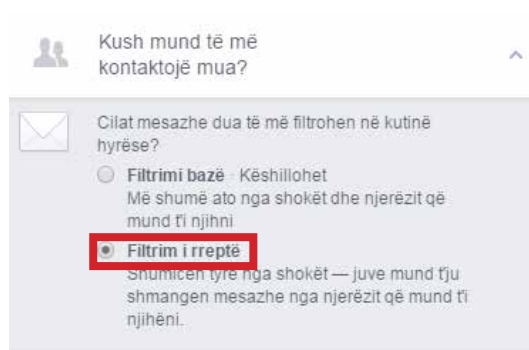 Kush mund të më
kontaktojë mua?
Cilat mesazhe dua të më filtrohen në kutinë
hyrëse?
Filtrimi bazë · Këshillohet
Më shumë ato nga shokët dhe njerëzit që
mund t'i njihni
Filtrim i rreptë
Shumicën tyre nga shokët — juve mund t'ju
shmangen mesazhe nga njerëzit që mund t'i
njihëni.